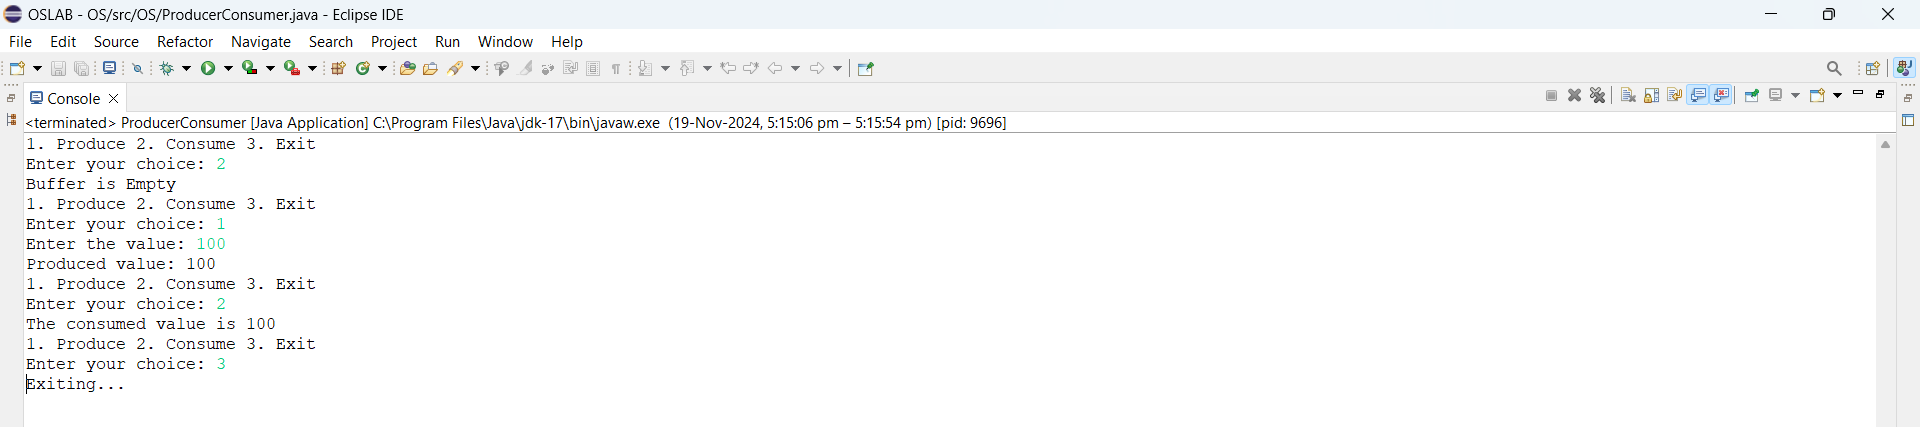 OSLAB - OS/src/OS/ProducerConsumer.java - Eclipse IDE
File Edit Source Refactor Navigate Search Project Run Window Help
Console
<terminated> ProducerConsumer [Java Application] C:\Program Files\Java\jdk-17\bin\javaw.exe (19-Nov-2024, 5:15:06 pm – 5:15:54 pm) [pid: 9696]
1. Produce 2. Consume 3. Exit
Enter your choice: 2
Buffer is Empty
1. Produce 2. Consume 3. Exit
Enter your choice: 1
Enter the value: 100
Produced value: 100
1. Produce 2. Consume 3. Exit
Enter your choice: 2
The consumed value is 100
1. Produce 2. Consume 3. Exit
Enter your choice: 3
Exiting...